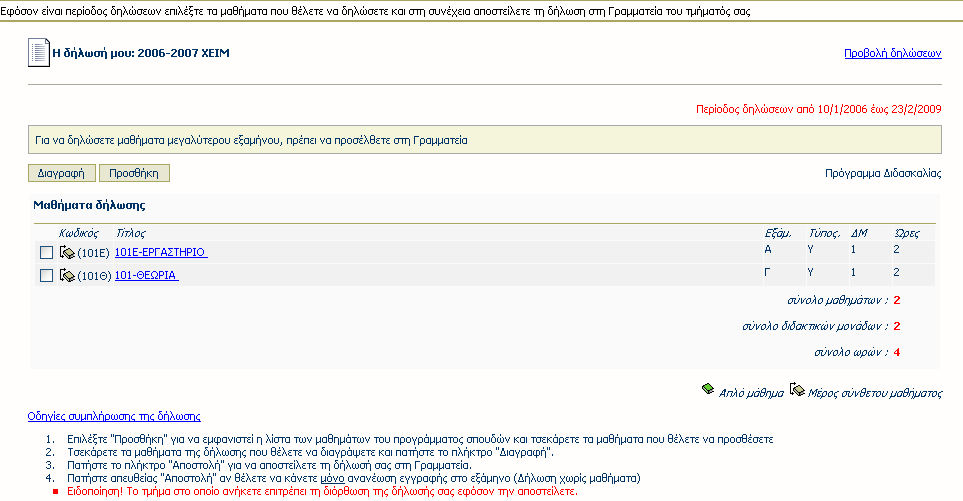 Εφόσον είναι περίοδος δηλώσεων επιλέξτε τα μαθήματα που θέλετε να δηλώσετε και στη συνέχεια αποστείλετε τη δήλωση στη Γραμματεία του τμήματός σας
Η δήλωσή μου: 2006-2007 ΧΕΙΜ
Προβολή δηλώσεων
Περίοδος δηλώσεων από 10/1/2006 έως 23/2/2009
Για να δηλώσετε μαθήματα μεγαλύτερου εξαμήνου, πρέπει να προσέλθετε στη Γραμματεία
Διαγραφή Προσθήκη Πρόγραμμα Διδασκαλίας
Μαθήματα δήλωσης
Κωδικός Τίτλος Εξάμ. Τύπος. ΔΜ Ώρες
(101Ε) 101Ε-ΕΡΓΑΣΤΗΡΙΟ Α Υ 1 2
(101Θ) 101-ΘΕΩΡΙΑ Γ Υ 1 2
σύνολο μαθημάτων : 2
σύνολο διδακτικών μονάδων : 2
σύνολο ωρών : 4
Απλό μάθημα Μέρος σύνθετου μαθήματος
Οδηγίες συμπλήρωσης της δήλωσης
1. Επιλέξτε "Προσθήκη" για να εμφανιστεί η λίστα των μαθημάτων του προγράμματος σπουδών και τσεκάρετε τα μαθήματα που θέλετε να προσθέσετε
2. Τσεκάρετε τα μαθήματα της δήλωσης που θέλετε να διαγράψετε και πατήστε το πλήκτρο "Διαγραφή".
3. Πατήστε το πλήκτρο "Αποστολή" για να αποστείλετε τη δήλωσή σας στη Γραμματεία.
4. Πατήστε απευθείας "Αποστολή" αν θέλετε να κάνετε μόνο ανανέωση εγγραφής στο εξάμηνο (Δήλωση χωρίς μαθήματα)
▪ Ειδοποίηση! Το τμήμα στο οποίο ανήκετε επιτρέπει τη διόρθωση της δήλωσής σας εφόσον την αποστείλετε.